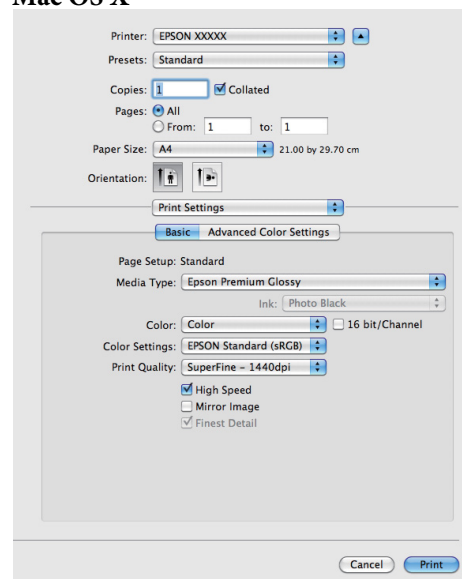 Mac OS X
Printer: EPSON XXXXX
Presets: Standard
Copies: 1 Collated
Pages: All
From: 1 to: 1
Paper Size: A4 21.00 by 29.70 cm
Orientation:
Print Settings
Basic Advanced Color Settings
Page Setup: Standard
Media Type: Epson Premium Glossy
Ink: Photo Black
Color: Color 16 bit/Channel
Color Settings: EPSON Standard (sRGB)
Print Quality: SuperFine – 1440dpi
High Speed
Mirror Image
Finest Detail
Cancel Print